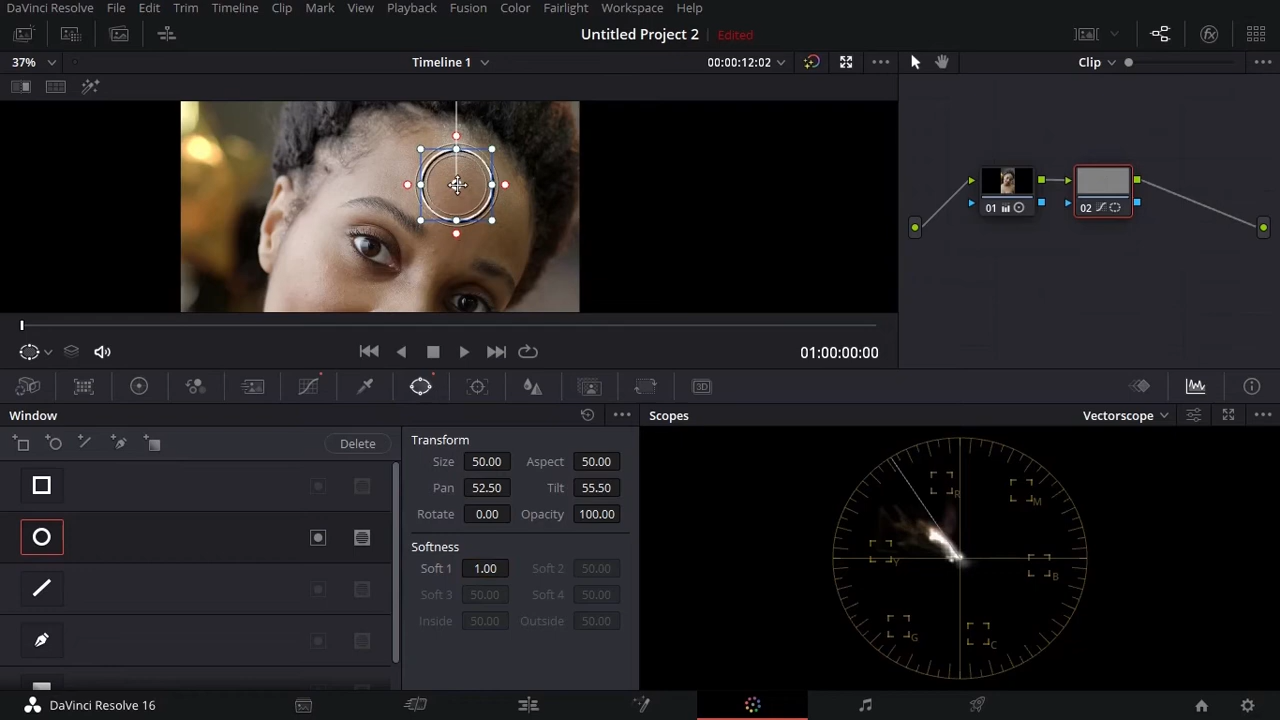 DaVinci Resolve File Edit Trim Timeline Clip Mark View Playback Fusion Color Fairlight Workspace Help
Untitled Project 2 Edited
37% Timeline 1 00:00:12:02 Clip
01 02
01:00:00:00
3D
Window Scopes Vectorscope
Delete
Transform
Size 50.00 Aspect 50.00
Pan 52.50 Tilt 55.50
Rotate 0.00 Opacity 100.00
Softness
Soft 1 1.00 Soft 2 50.00
Soft 3 50.00 Soft 4 50.00
Inside 50.00 Outside 50.00
R M
Y B
G C
DaVinci Resolve 16